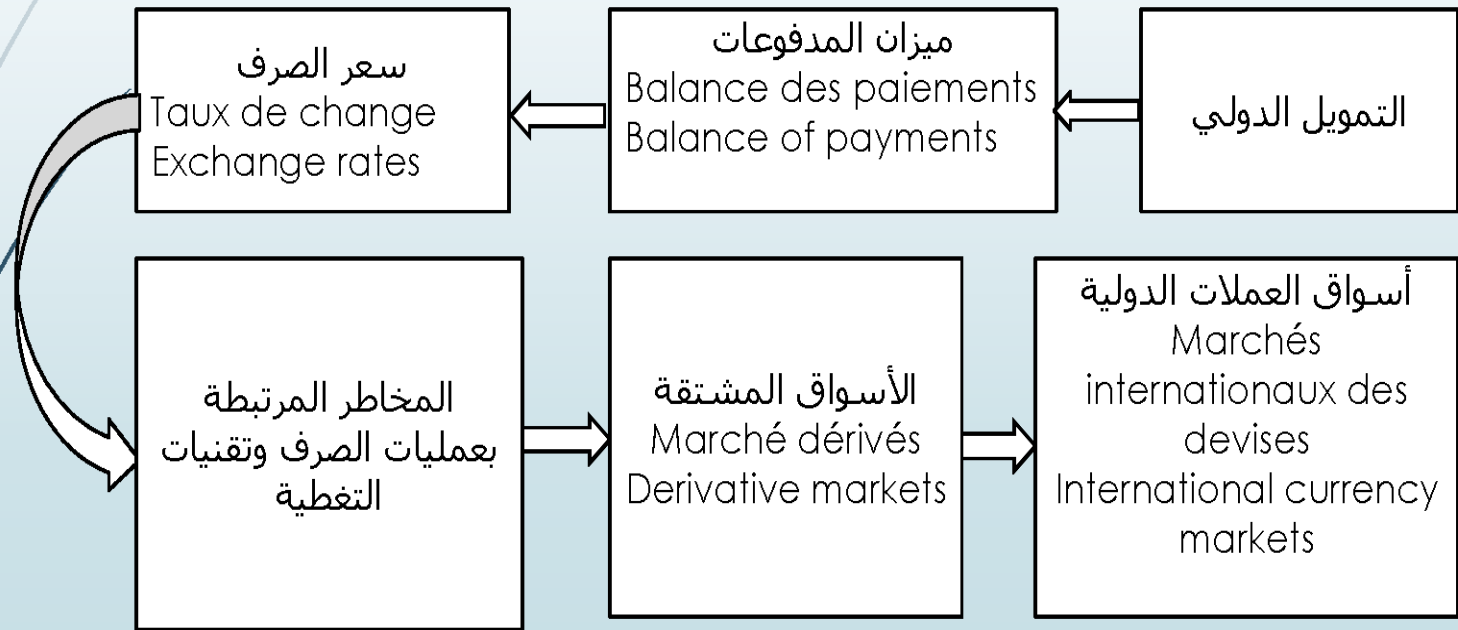 التمويل الدولي
ميزان المدفوعات
Balance des paiements
Balance of payments
سعر الصرف
Taux de change
Exchange rates
المخاطر المرتبطة
بعمليات الصرف وتقنيات
التغطية
الأسواق المشتقة
Marché dérivés
Derivative markets
أسواق العملات الدولية
Marchés
internationaux des
devises
International currency
markets